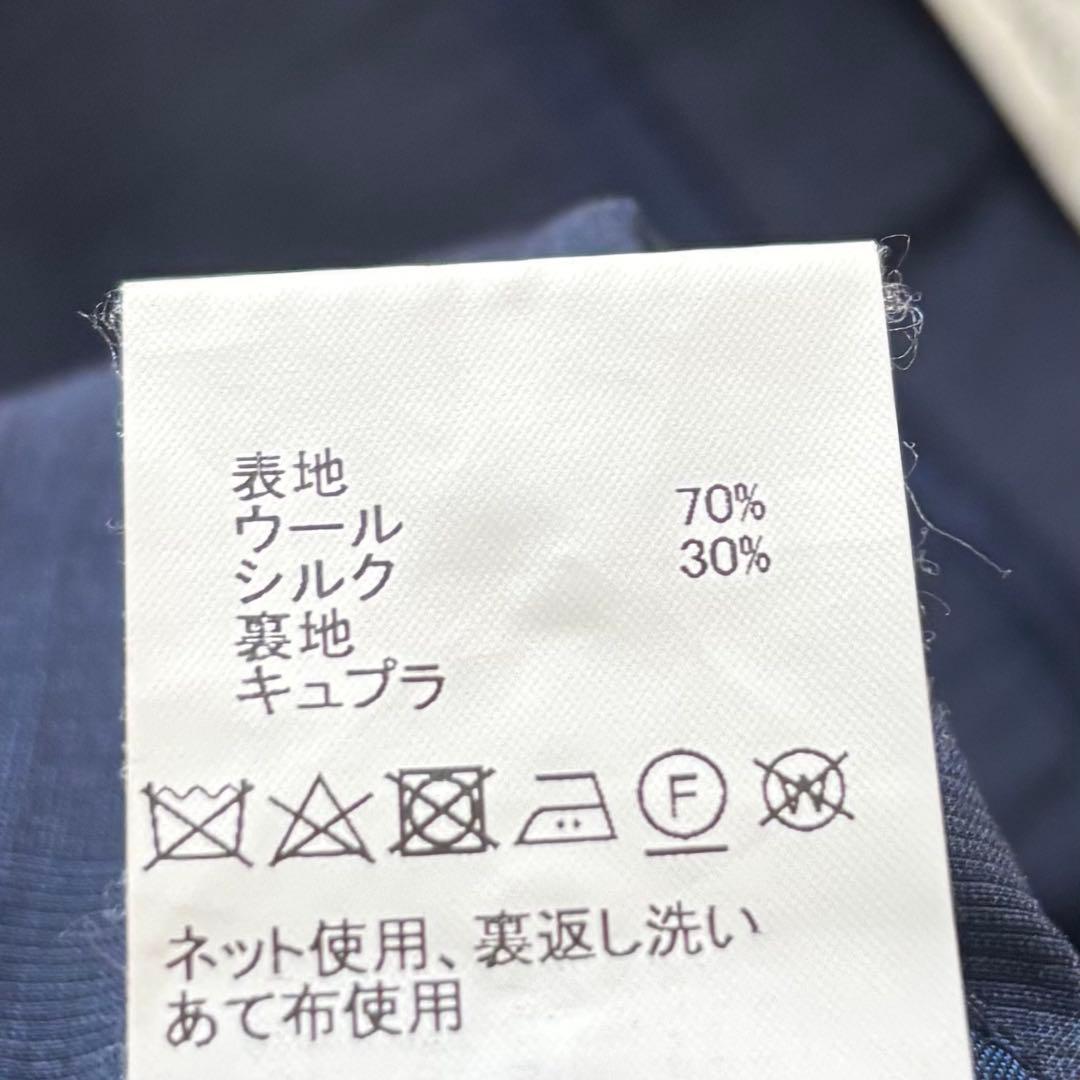 表地
ウール 70%
シルク 30%
裏地
キュプラ
F W
ネット使用、裏返し洗い
あて布使用